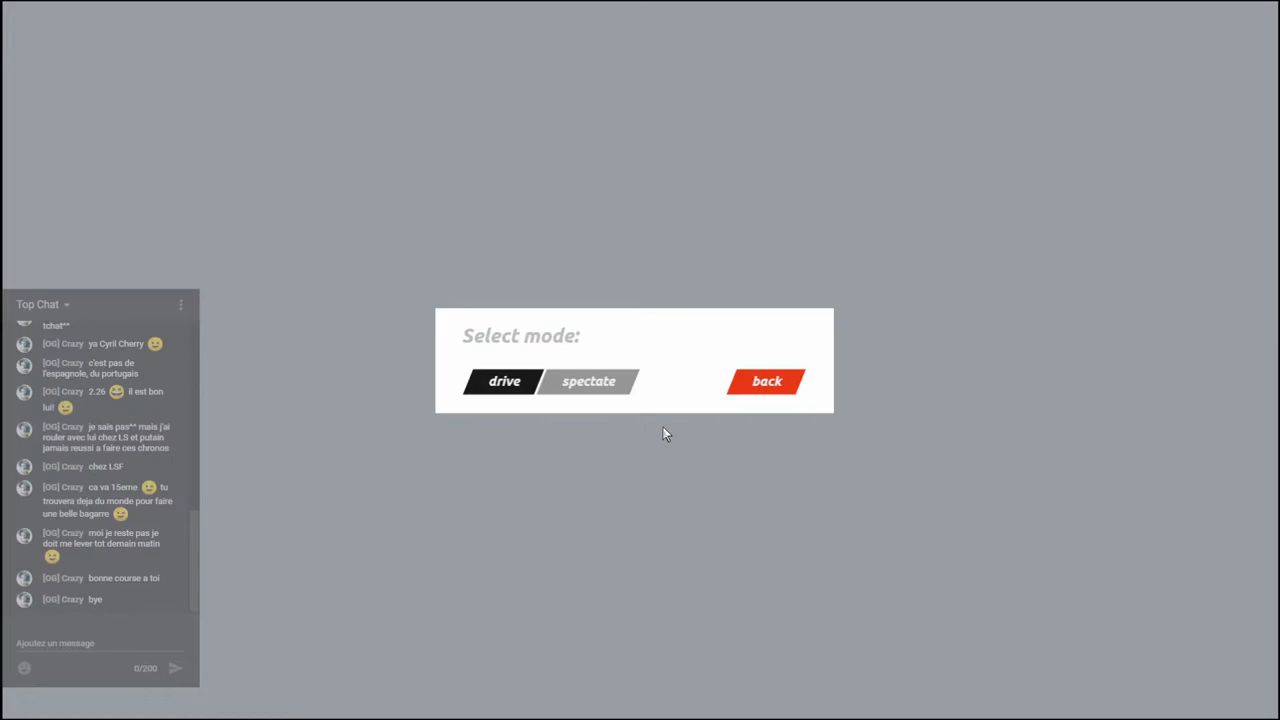 Select mode:
drive spectate back
Top Chat
tchat**
[OG] Crazy ya Cyril Cherry
[OG] Crazy c'est pas de
l'espagnole, du portugais
[OG] Crazy 2.26 il est bon
lui!
[OG] Crazy je sais pas** mais j'ai
rouler avec lui chez LS et putain
jamais reussi a faire ces chronos
[OG] Crazy chez LSF
[OG] Crazy ca va 15eme tu
trouvera deja du monde pour faire
une belle bagarre
[OG] Crazy moi je reste pas je
doit me lever tot demain matin
[OG] Crazy bonne course a toi
[OG] Crazy bye
Ajoutez un message
0/200